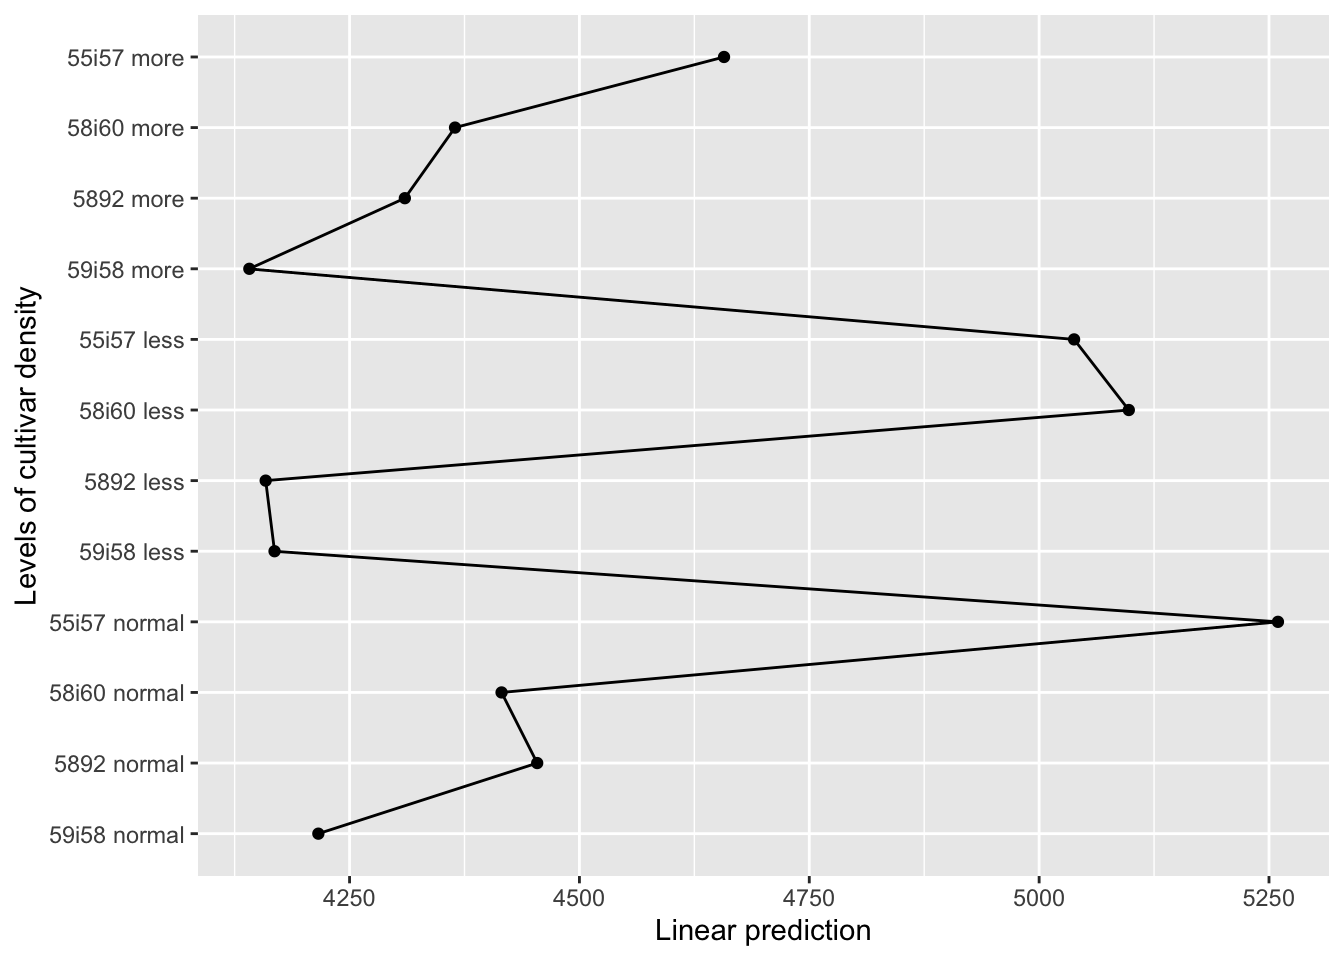 55i57 more
58i60 more
5892 more
59i58 more
55i57 less
58i60 less
5892 less
59i58 less
55i57 normal
58i60 normal
5892 normal
59i58 normal
Levels of cultivar density
4250 4500 4750 5000 5250
Linear prediction